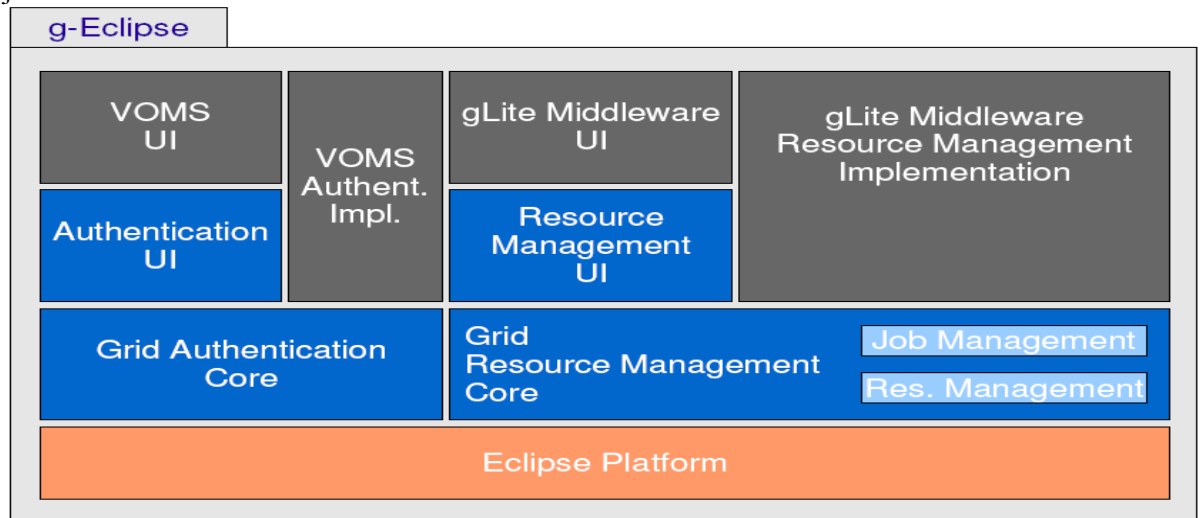 g-Eclipse
VOMS
UI
VOMS
Authent.
Impl.
gLite Middleware
UI
gLite Middleware
Resource Management
Implementation
Authentication
UI
Resource
Management
UI
Grid Authentication
Core
Grid
Resource Management
Core
Job Management
Res. Management
Eclipse Platform